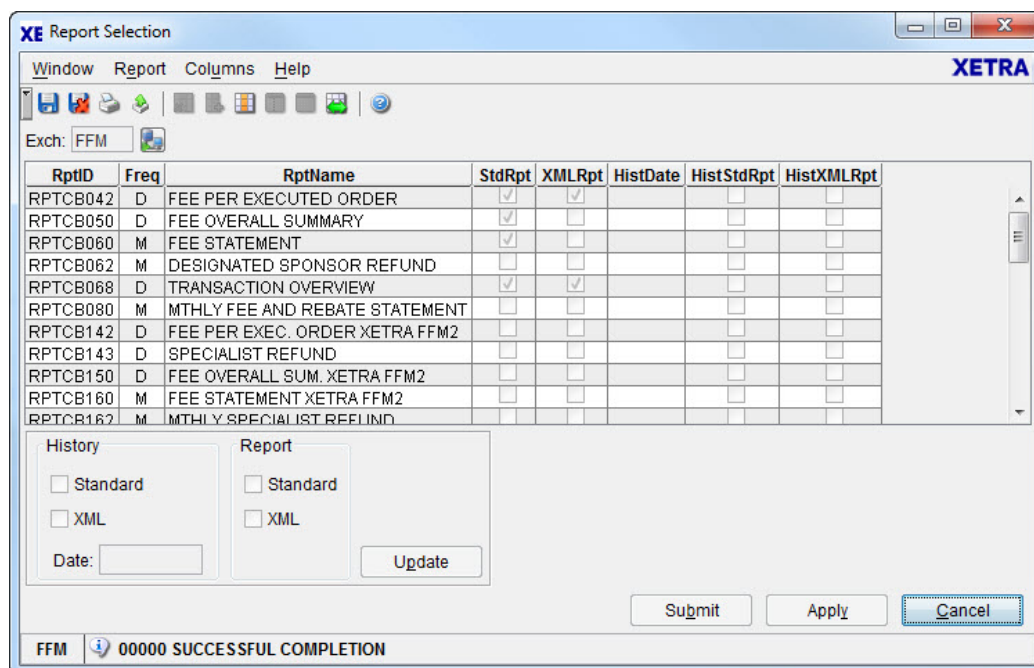 XE Report Selection
Window Report Columns Help XETRA
Exch: FFM
RptID Freq RptName StdRpt XMLRpt HistDate HistStdRpt HistXMLRpt
RPTCB042 D FEE PER EXECUTED ORDER
RPTCB050 D FEE OVERALL SUMMARY
RPTCB060 M FEE STATEMENT
RPTCB062 M DESIGNATED SPONSOR REFUND
RPTCB068 D TRANSACTION OVERVIEW
RPTCB080 M MTHLY FEE AND REBATE STATEMENT
RPTCB142 D FEE PER EXEC. ORDER XETRA FFM2
RPTCB143 D SPECIALIST REFUND
RPTCB150 D FEE OVERALL SUM. XETRA FFM2
RPTCB160 M FEE STATEMENT XETRA FFM2
RPTCB162 M MTHLY SPECIALIST REFUND
History Report
Standard Standard
XML XML
Date: Update
Submit Apply Cancel
FFM 00000 SUCCESSFUL COMPLETION